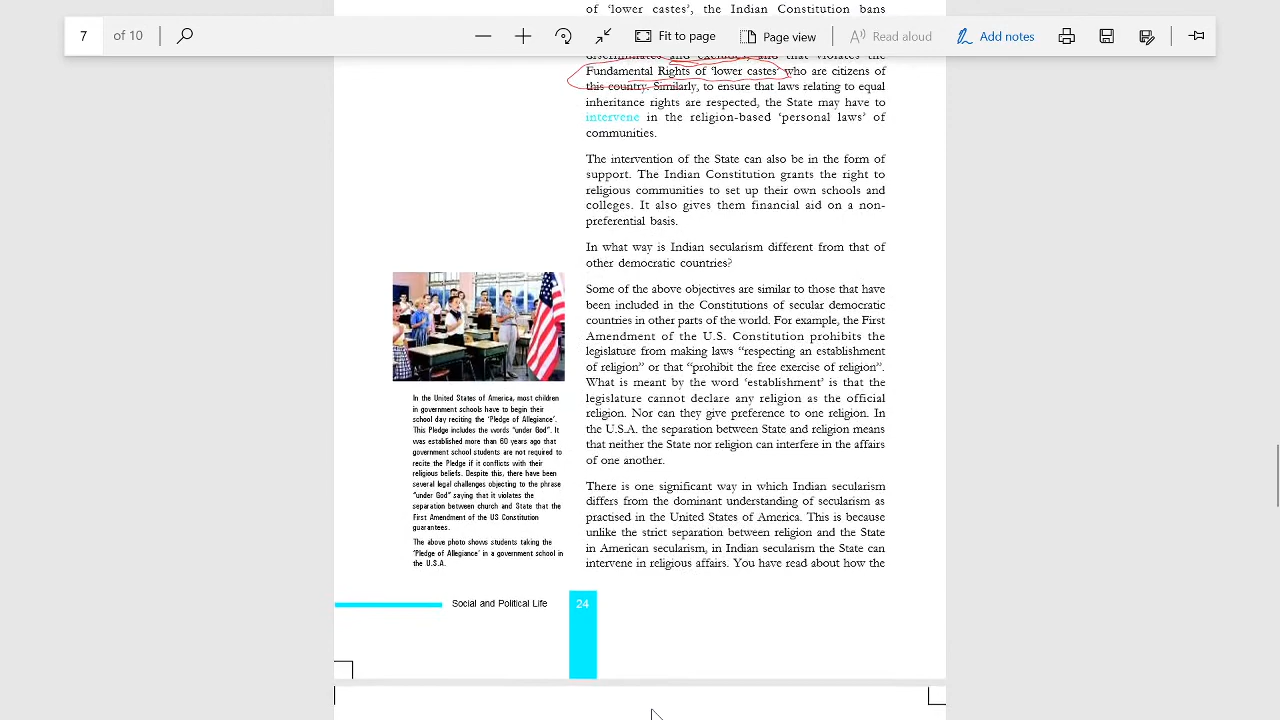 of ‘lower castes’, the Indian Constitution bans
7 of 10
Fit to page
Page view
Read aloud
Add notes
discriminates and excludes, and that violates the
Fundamental Rights of ‘lower castes’ who are citizens of
this country. Similarly, to ensure that laws relating to equal
inheritance rights are respected, the State may have to
intervene in the religion-based ‘personal laws’ of
communities.
The intervention of the State can also be in the form of
support. The Indian Constitution grants the right to
religious communities to set up their own schools and
colleges. It also gives them financial aid on a non-
preferential basis.
In what way is Indian secularism different from that of
other democratic countries?
Some of the above objectives are similar to those that have
been included in the Constitutions of secular democratic
countries in other parts of the world. For example, the First
Amendment of the U.S. Constitution prohibits the
legislature from making laws “respecting an establishment
of religion” or that “prohibit the free exercise of religion”.
What is meant by the word ‘establishment’ is that the
legislature cannot declare any religion as the official
religion. Nor can they give preference to one religion. In
the U.S.A. the separation between State and religion means
that neither the State nor religion can interfere in the affairs
of one another.
There is one significant way in which Indian secularism
differs from the dominant understanding of secularism as
practised in the United States of America. This is because
unlike the strict separation between religion and the State
in American secularism, in Indian secularism the State can
intervene in religious affairs. You have read about how the
In the United States of America, most children
in government schools have to begin their
school day reciting the ‘Pledge of Allegiance’.
This Pledge includes the words “under God”. It
was established more than 60 years ago that
government school students are not required to
recite the Pledge if it conflicts with their
religious beliefs. Despite this, there have been
several legal challenges objecting to the phrase
“under God” saying that it violates the
separation between church and State that the
First Amendment of the US Constitution
guarantees.
The above photo shows students taking the
‘Pledge of Allegiance’ in a government school in
the U.S.A.
Social and Political Life 24